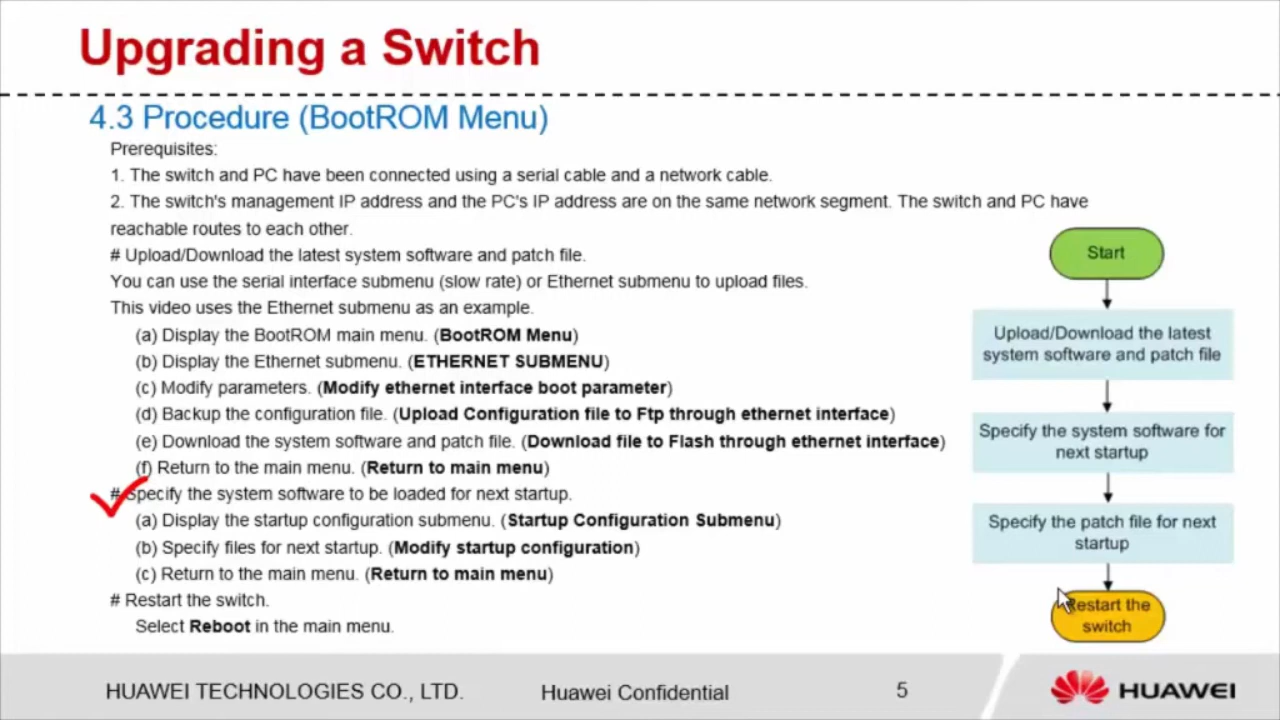 Upgrading a Switch
4.3 Procedure (BootROM Menu)
Prerequisites:
1. The switch and PC have been connected using a serial cable and a network cable.
2. The switch's management IP address and the PC's IP address are on the same network segment. The switch and PC have
reachable routes to each other.
# Upload/Download the latest system software and patch file.
You can use the serial interface submenu (slow rate) or Ethernet submenu to upload files.
This video uses the Ethernet submenu as an example.
(a) Display the BootROM main menu. (BootROM Menu)
(b) Display the Ethernet submenu. (ETHERNET SUBMENU)
(c) Modify parameters. (Modify ethernet interface boot parameter)
(d) Backup the configuration file. (Upload Configuration file to Ftp through ethernet interface)
(e) Download the system software and patch file. (Download file to Flash through ethernet interface)
(f) Return to the main menu. (Return to main menu)
# Specify the system software to be loaded for next startup.
(a) Display the startup configuration submenu. (Startup Configuration Submenu)
(b) Specify files for next startup. (Modify startup configuration)
(c) Return to the main menu. (Return to main menu)
# Restart the switch.
Select Reboot in the main menu.
Start
Upload/Download the latest
system software and patch file
Specify the system software for
next startup
Specify the patch file for next
startup
Restart the
switch
HUAWEI TECHNOLOGIES CO., LTD.
Huawei Confidential
5
HUAWEI